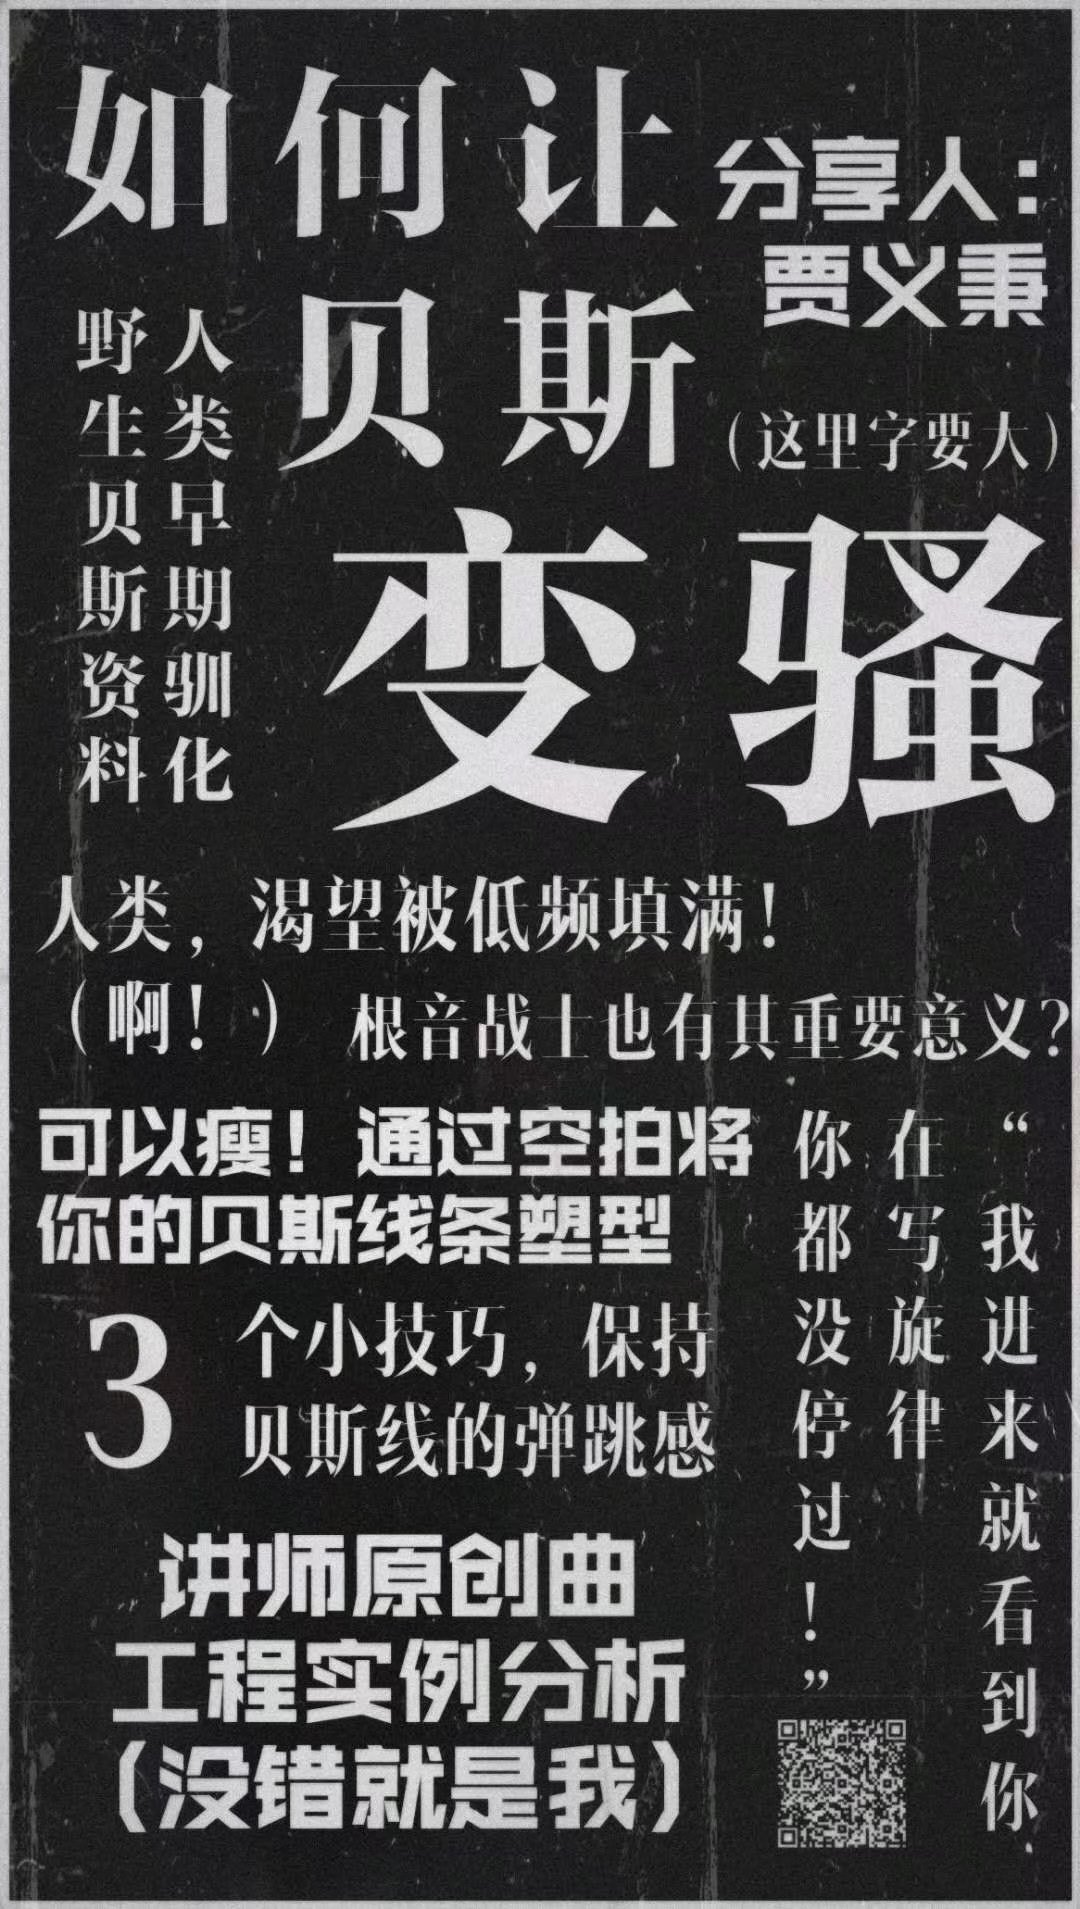 如何让
贝斯
（这里字要大）
变骚
分享人：
贾义秉
人类早期驯化
野生贝斯资料
人类，渴望被低频填满！
（啊！）
根音战士也有其重要意义？
可以瘦！通过空拍将
你的贝斯线条塑型
3
个小技巧，保持
贝斯线的弹跳感
“我进来就看到你
在写旋律
你都没停过！”
讲师原创曲
工程实例分析
（没错就是我）